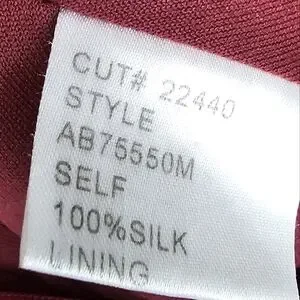 CUT# 22440
STYLE
AB75550M
SELF
100%SILK
LINING